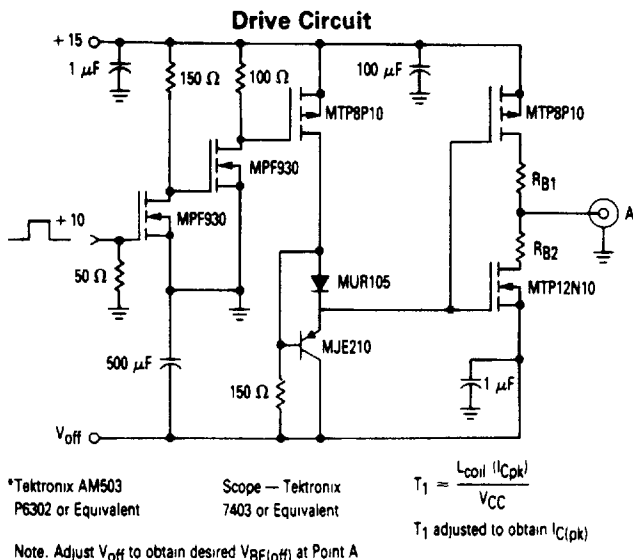 Drive Circuit
+ 15
1 µF
150 Ω
100 Ω
MTP8P10
100 µF
MTP8P10
MPF930
RB1
+ 10
MPF930
A
RB2
50 Ω
MUR105
MTP12N10
MJE210
500 µF
150 Ω
1 µF
Voff
*Tektronix AM503
P6302 or Equivalent
Scope — Tektronix
7403 or Equivalent
T1 ≈ Lcoil (ICpk) / VCC
T1 adjusted to obtain IC(pk)
Note. Adjust Voff to obtain desired VBE(off) at Point A